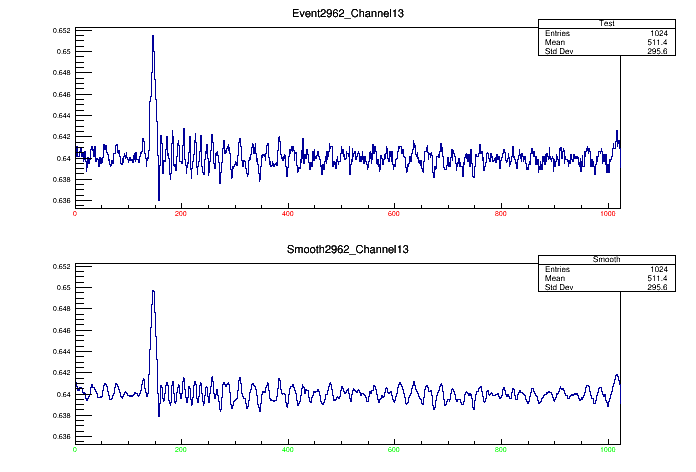 Event2962_Channel13
Test
Entries 1024
Mean 511.4
Std Dev 295.6
0.652
0.65
0.648
0.646
0.644
0.642
0.64
0.638
0.636
0 200 400 600 800 1000
Smooth2962_Channel13
Smooth
Entries 1024
Mean 511.4
Std Dev 295.6
0.652
0.65
0.648
0.646
0.644
0.642
0.64
0.638
0.636
0 200 400 600 800 1000